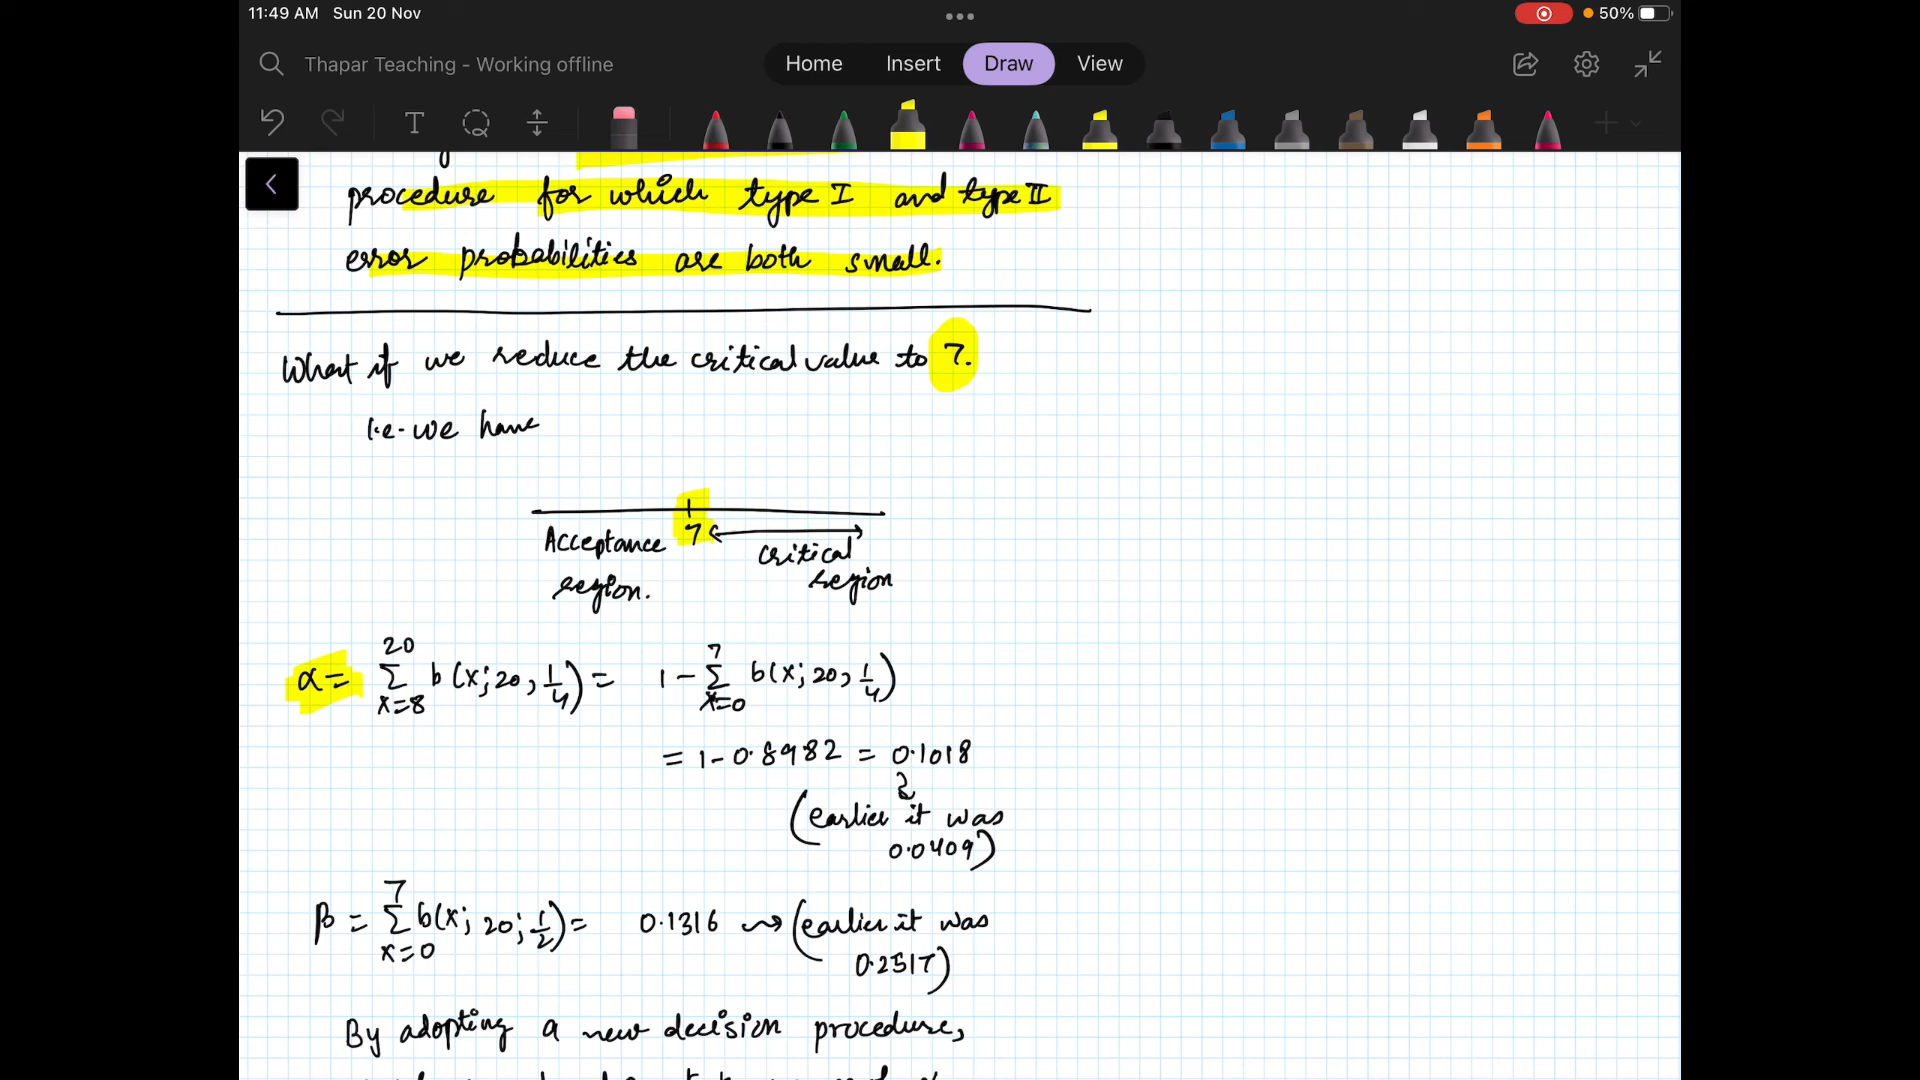 11:49 AM Sun 20 Nov
50%
Thapar Teaching - Working offline
Home Insert Draw View
T
procedure for which type I and type II
error probabilities are both small.
What if we reduce the critical value to 7.
i.e. we have
7
Acceptance region.
critical region
α = 20 Σ x=8 b(x; 20, 1/4) = 1 - 7 Σ x=0 b(x; 20, 1/4)
= 1 - 0.8982 = 0.1018
(earlier it was
0.0409)
β = 7 Σ x=0 b(x; 20; 1/2) = 0.1316 ⇝ (earlier it was
0.2517)
By adopting a new decision procedure,